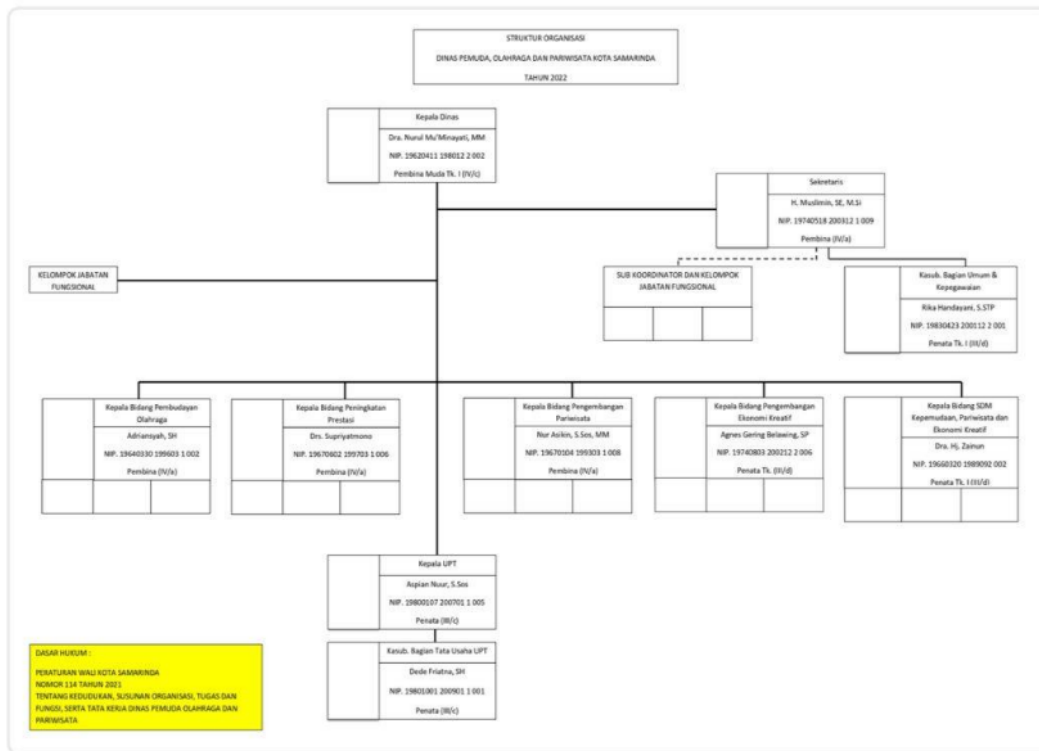 STRUKTUR ORGANISASI
DINAS PEMUDA, OLAHRAGA DAN PARIWISATA KOTA SAMARINDA
TAHUN 2022
Kepala Dinas
Dra. Nurul Mu'Minayati, MM
NIP. 19620411 198012 2 002
Pembina Muda Tk. I (IV/c)
Sekretaris
H. Muslimin, SE, M.Si
NIP. 19740518 200312 1 009
Pembina (IV/a)
KELOMPOK JABATAN
FUNGSIONAL
SUB KOORDINATOR DAN KELOMPOK
JABATAN FUNGSIONAL
Kasub. Bagian Umum &
Kepegawaian
Rika Handayani, S.STP
NIP. 19830423 200112 2 001
Penata Tk. I (III/d)
Kepala Bidang Pembudayan
Olahraga
Adriansyah, SH
NIP. 19640330 199603 1 002
Pembina (IV/a)
Kepala Bidang Peningkatan
Prestasi
Drs. Supriyatmono
NIP. 19670602 199703 1 006
Pembina (IV/a)
Kepala Bidang Pengembangan
Pariwisata
Nur Asikin, S.Sos, MM
NIP. 19670104 199303 1 008
Pembina (IV/a)
Kepala Bidang Pengembangan
Ekonomi Kreatif
Agnes Gering Belawing, SP
NIP. 19740803 200212 2 006
Penata Tk. (III/d)
Kepala Bidang SDM
Kepemudaan, Pariwisata dan
Ekonomi Kreatif
Dra. Hj. Zainun
NIP. 19660320 1989092 002
Penata Tk. I (III/d)
Kepala UPT
Aspian Nuur, S.Sos
NIP. 19800107 200701 1 005
Penata (III/c)
Kasub. Bagian Tata Usaha UPT
Dede Friatna, SH
NIP. 19801001 200901 1 001
Penata (III/c)
DASAR HUKUM :
PERATURAN WALI KOTA SAMARINDA
NOMOR 114 TAHUN 2021
TENTANG KEDUDUKAN, SUSUNAN ORGANISASI, TUGAS DAN
FUNGSI, SERTA TATA KERJA DINAS PEMUDA OLAHRAGA DAN
PARIWISATA